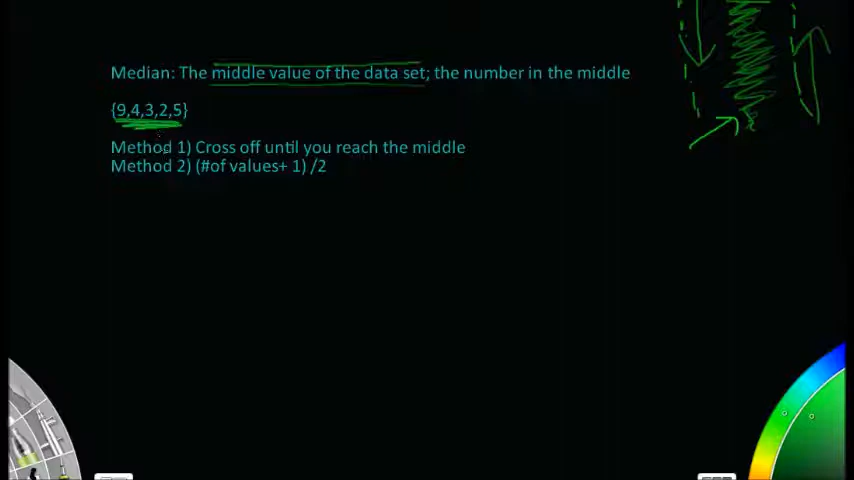 Median: The middle value of the data set; the number in the middle
{9,4,3,2,5}
Method 1) Cross off until you reach the middle
Method 2) (#of values+ 1) /2